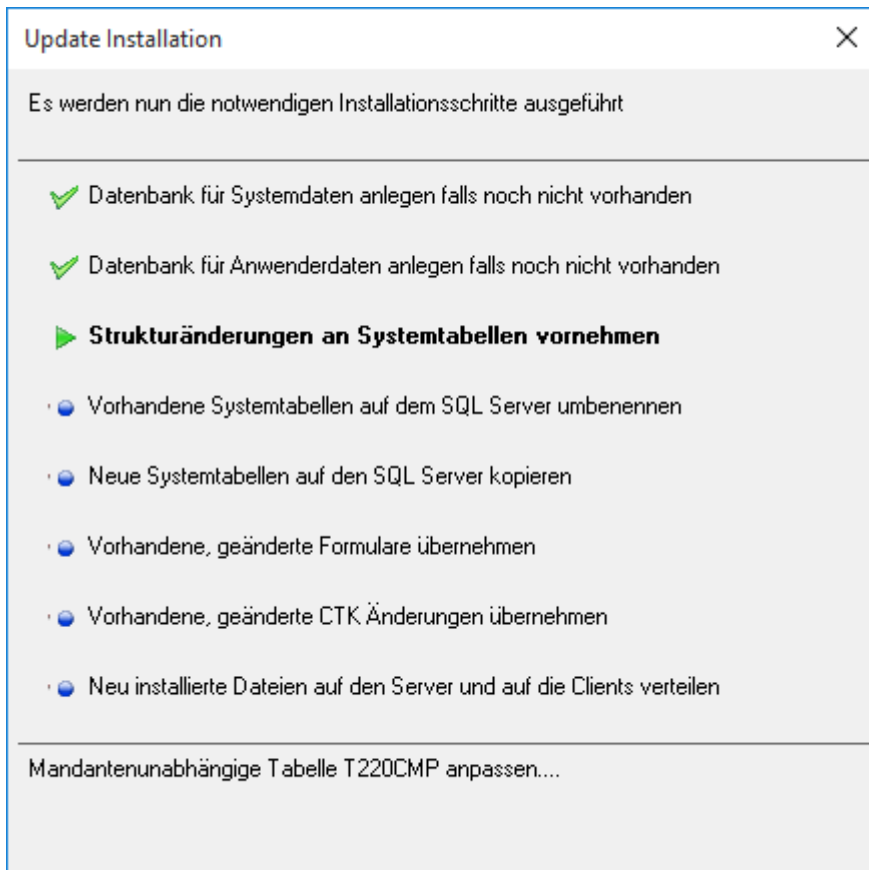 Update Installation
Es werden nun die notwendigen Installationsschritte ausgeführt
Datenbank für Systemdaten anlegen falls noch nicht vorhanden
Datenbank für Anwenderdaten anlegen falls noch nicht vorhanden
Strukturänderungen an Systemtabellen vornehmen
Vorhandene Systemtabellen auf dem SQL Server umbenennen
Neue Systemtabellen auf den SQL Server kopieren
Vorhandene, geänderte Formulare übernehmen
Vorhandene, geänderte CTK Änderungen übernehmen
Neu installierte Dateien auf den Server und auf die Clients verteilen
Mandantenunabhängige Tabelle T220CMP anpassen....